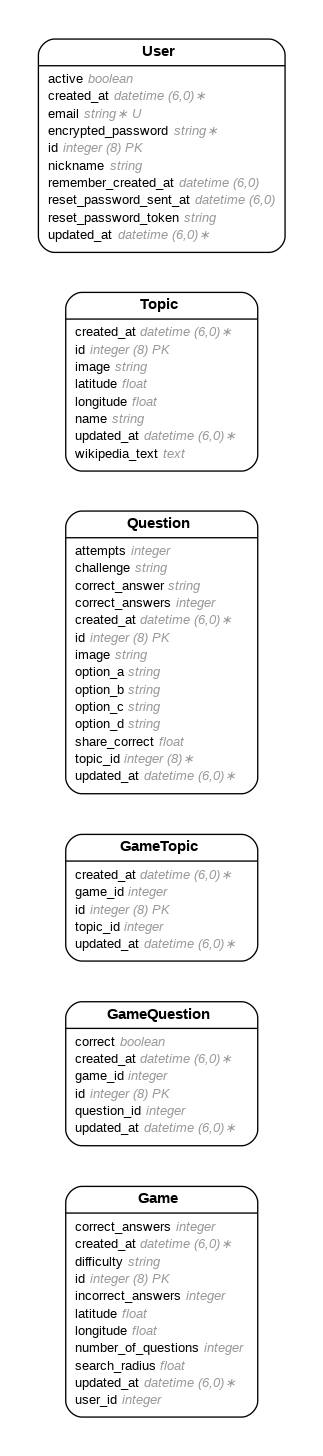 User
active boolean
created_at datetime (6,0)∗
email string∗ U
encrypted_password string∗
id integer (8) PK
nickname string
remember_created_at datetime (6,0)
reset_password_sent_at datetime (6,0)
reset_password_token string
updated_at datetime (6,0)∗
Topic
created_at datetime (6,0)∗
id integer (8) PK
image string
latitude float
longitude float
name string
updated_at datetime (6,0)∗
wikipedia_text text
Question
attempts integer
challenge string
correct_answer string
correct_answers integer
created_at datetime (6,0)∗
id integer (8) PK
image string
option_a string
option_b string
option_c string
option_d string
share_correct float
topic_id integer (8)∗
updated_at datetime (6,0)∗
GameTopic
created_at datetime (6,0)∗
game_id integer
id integer (8) PK
topic_id integer
updated_at datetime (6,0)∗
GameQuestion
correct boolean
created_at datetime (6,0)∗
game_id integer
id integer (8) PK
question_id integer
updated_at datetime (6,0)∗
Game
correct_answers integer
created_at datetime (6,0)∗
difficulty string
id integer (8) PK
incorrect_answers integer
latitude float
longitude float
number_of_questions integer
search_radius float
updated_at datetime (6,0)∗
user_id integer